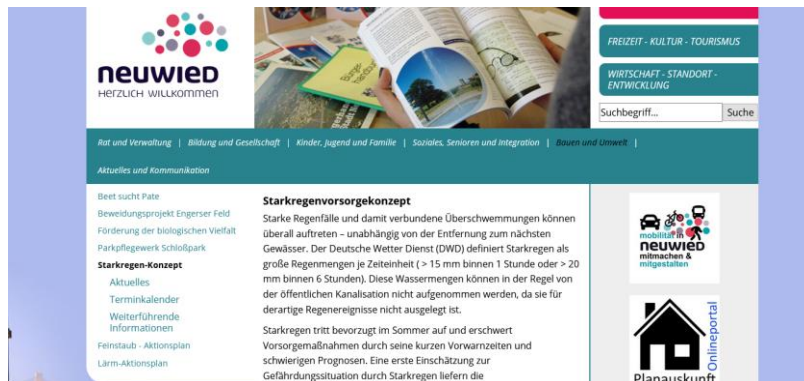 neuwied
HERZLICH WILLKOMMEN
Bürger-
FREIZEIT - KULTUR - TOURISMUS
WIRTSCHAFT - STANDORT -
ENTWICKLUNG
Suchbegriff... Suche
Rat und Verwaltung | Bildung und Gesellschaft | Kinder, Jugend und Familie | Soziales, Senioren und Integration | Bauen und Umwelt |
Aktuelles und Kommunikation
Beet sucht Pate
Beweidungsprojekt Engerser Feld
Förderung der biologischen Vielfalt
Parkpflegewerk Schloßpark
Starkregen-Konzept
Aktuelles
Terminkalender
Weiterführende
Informationen
Feinstaub - Aktionsplan
Lärm-Aktionsplan
Starkregenvorsorgekonzept
Starke Regenfälle und damit verbundene Überschwemmungen können
überall auftreten – unabhängig von der Entfernung zum nächsten
Gewässer. Der Deutsche Wetter Dienst (DWD) definiert Starkregen als
große Regenmengen je Zeiteinheit ( > 15 mm binnen 1 Stunde oder > 20
mm binnen 6 Stunden). Diese Wassermengen können in der Regel von
der öffentlichen Kanalisation nicht aufgenommen werden, da sie für
derartige Regenereignisse nicht ausgelegt ist.
Starkregen tritt bevorzugt im Sommer auf und erschwert
Vorsorgemaßnahmen durch seine kurzen Vorwarnzeiten und
schwierigen Prognosen. Eine erste Einschätzung zur
Gefährdungssituation durch Starkregen liefern die
mobilität in
neuwied
mitmachen &
mitgestalten
Onlineportal
Planauskunft